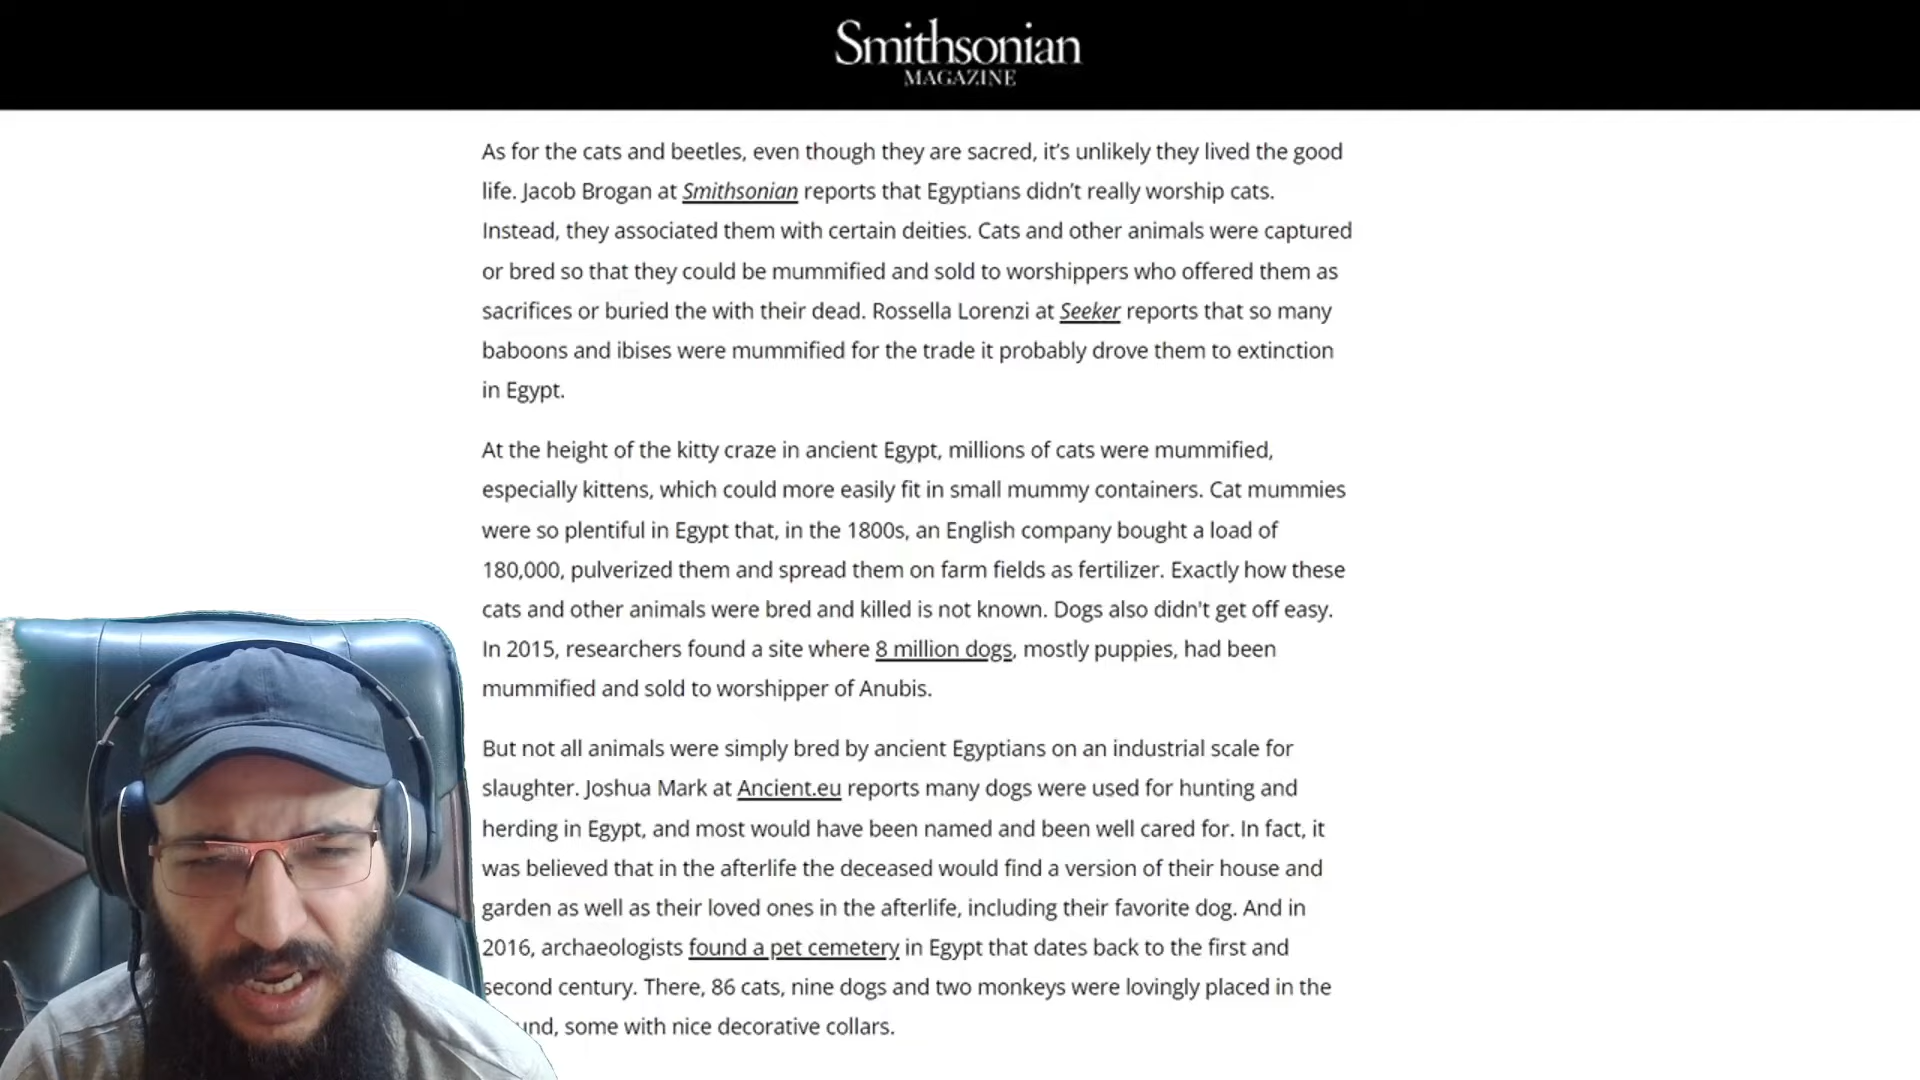 Smithsonian
MAGAZINE
As for the cats and beetles, even though they are sacred, it’s unlikely they lived the good
life. Jacob Brogan at Smithsonian reports that Egyptians didn’t really worship cats.
Instead, they associated them with certain deities. Cats and other animals were captured
or bred so that they could be mummified and sold to worshippers who offered them as
sacrifices or buried the with their dead. Rossella Lorenzi at Seeker reports that so many
baboons and ibises were mummified for the trade it probably drove them to extinction
in Egypt.
At the height of the kitty craze in ancient Egypt, millions of cats were mummified,
especially kittens, which could more easily fit in small mummy containers. Cat mummies
were so plentiful in Egypt that, in the 1800s, an English company bought a load of
180,000, pulverized them and spread them on farm fields as fertilizer. Exactly how these
cats and other animals were bred and killed is not known. Dogs also didn't get off easy.
In 2015, researchers found a site where 8 million dogs, mostly puppies, had been
mummified and sold to worshipper of Anubis.
But not all animals were simply bred by ancient Egyptians on an industrial scale for
slaughter. Joshua Mark at Ancient.eu reports many dogs were used for hunting and
herding in Egypt, and most would have been named and been well cared for. In fact, it
was believed that in the afterlife the deceased would find a version of their house and
garden as well as their loved ones in the afterlife, including their favorite dog. And in
2016, archaeologists found a pet cemetery in Egypt that dates back to the first and
second century. There, 86 cats, nine dogs and two monkeys were lovingly placed in the
und, some with nice decorative collars.